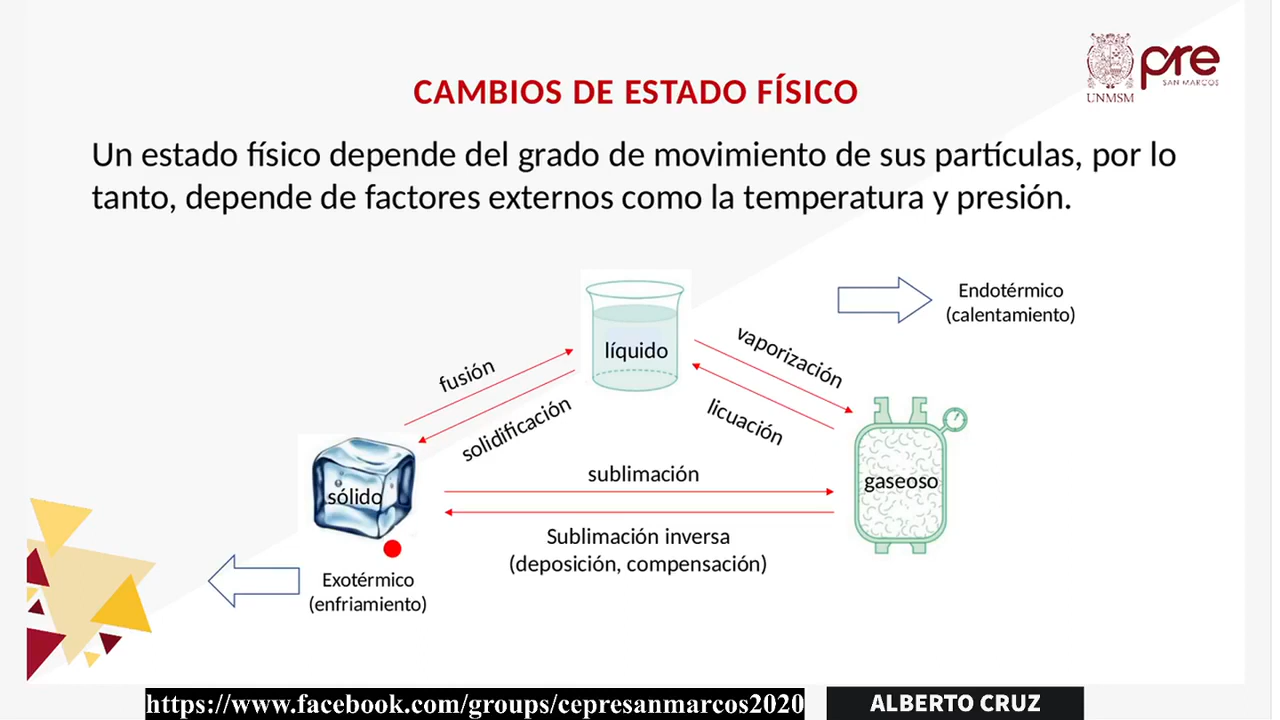 pre
SAN MARCOS
UNMSM
CAMBIOS DE ESTADO FÍSICO
Un estado físico depende del grado de movimiento de sus partículas, por lo
tanto, depende de factores externos como la temperatura y presión.
Endotérmico
(calentamiento)
líquido
vaporización
fusión
solidificación
licuación
sublimación
gaseoso
sólido
Sublimación inversa
(deposición, compensación)
Exotérmico
(enfriamiento)
https://www.facebook.com/groups/cepresanmarcos2020
ALBERTO CRUZ